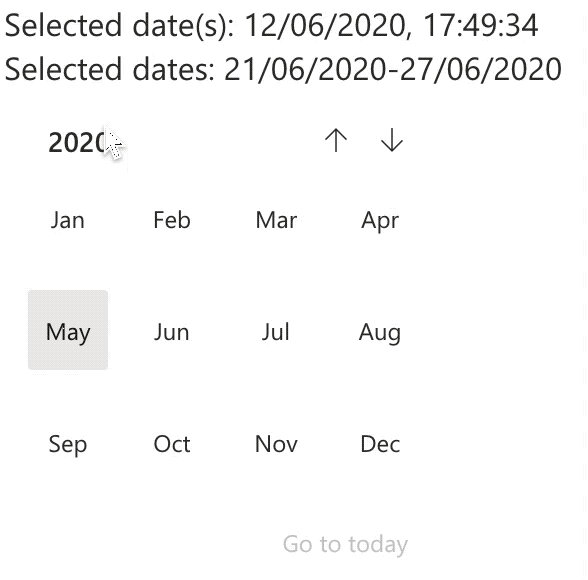 Selected date(s): 12/06/2020, 17:49:34
Selected dates: 21/06/2020-27/06/2020
2020
Jan Feb Mar Apr
May Jun Jul Aug
Sep Oct Nov Dec
Go to today